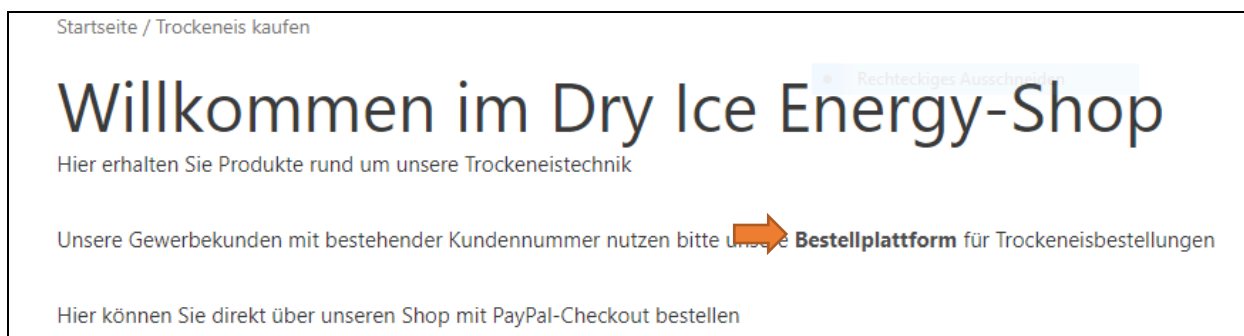 Startseite / Trockeneis kaufen
Rechteckiges Ausschneiden
Willkommen im Dry Ice Energy-Shop
Hier erhalten Sie Produkte rund um unsere Trockeneistechnik
Unsere Gewerbekunden mit bestehender Kundennummer nutzen bitte unsere Bestellplattform für Trockeneisbestellungen
Hier können Sie direkt über unseren Shop mit PayPal-Checkout bestellen